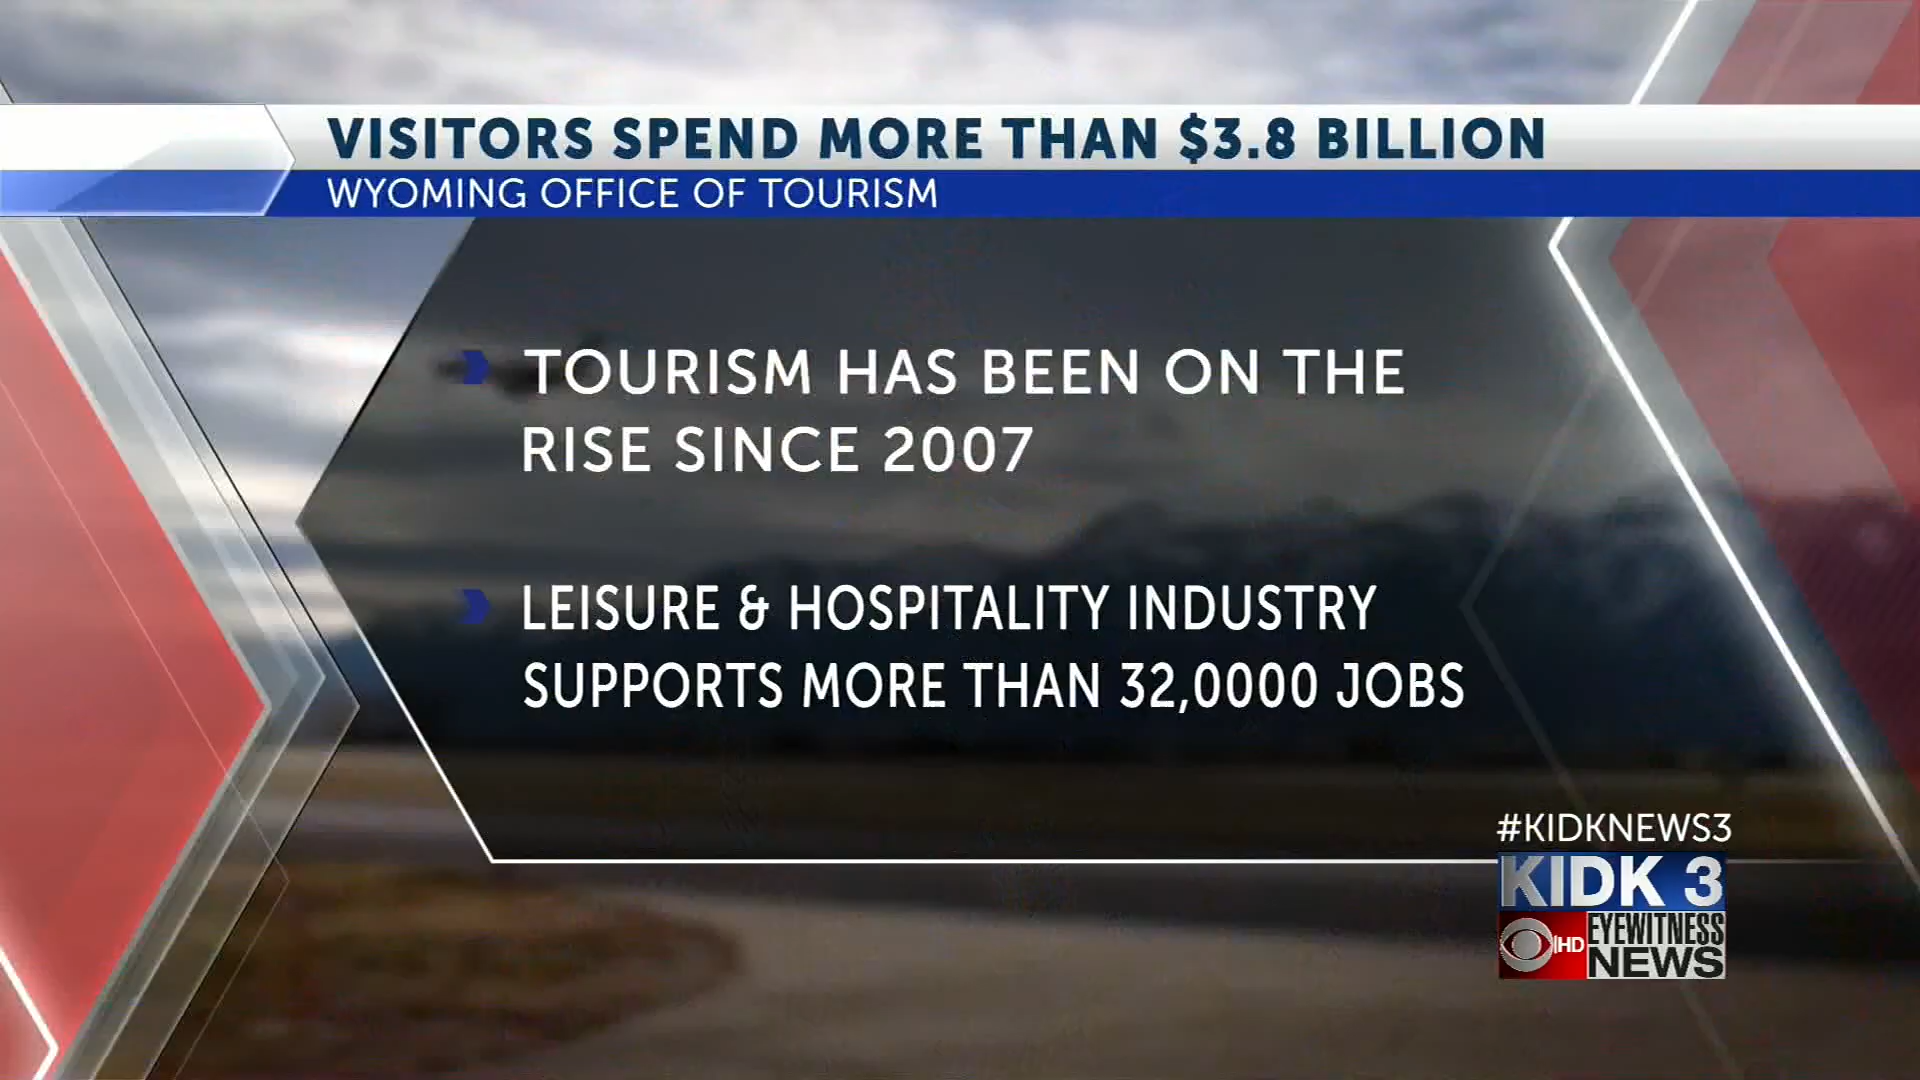 VISITORS SPEND MORE THAN $3.8 BILLION
WYOMING OFFICE OF TOURISM
TOURISM HAS BEEN ON THE
RISE SINCE 2007
LEISURE & HOSPITALITY INDUSTRY
SUPPORTS MORE THAN 32,0000 JOBS
#KIDKNEWS3
KIDK 3
HD EYEWITNESS
NEWS